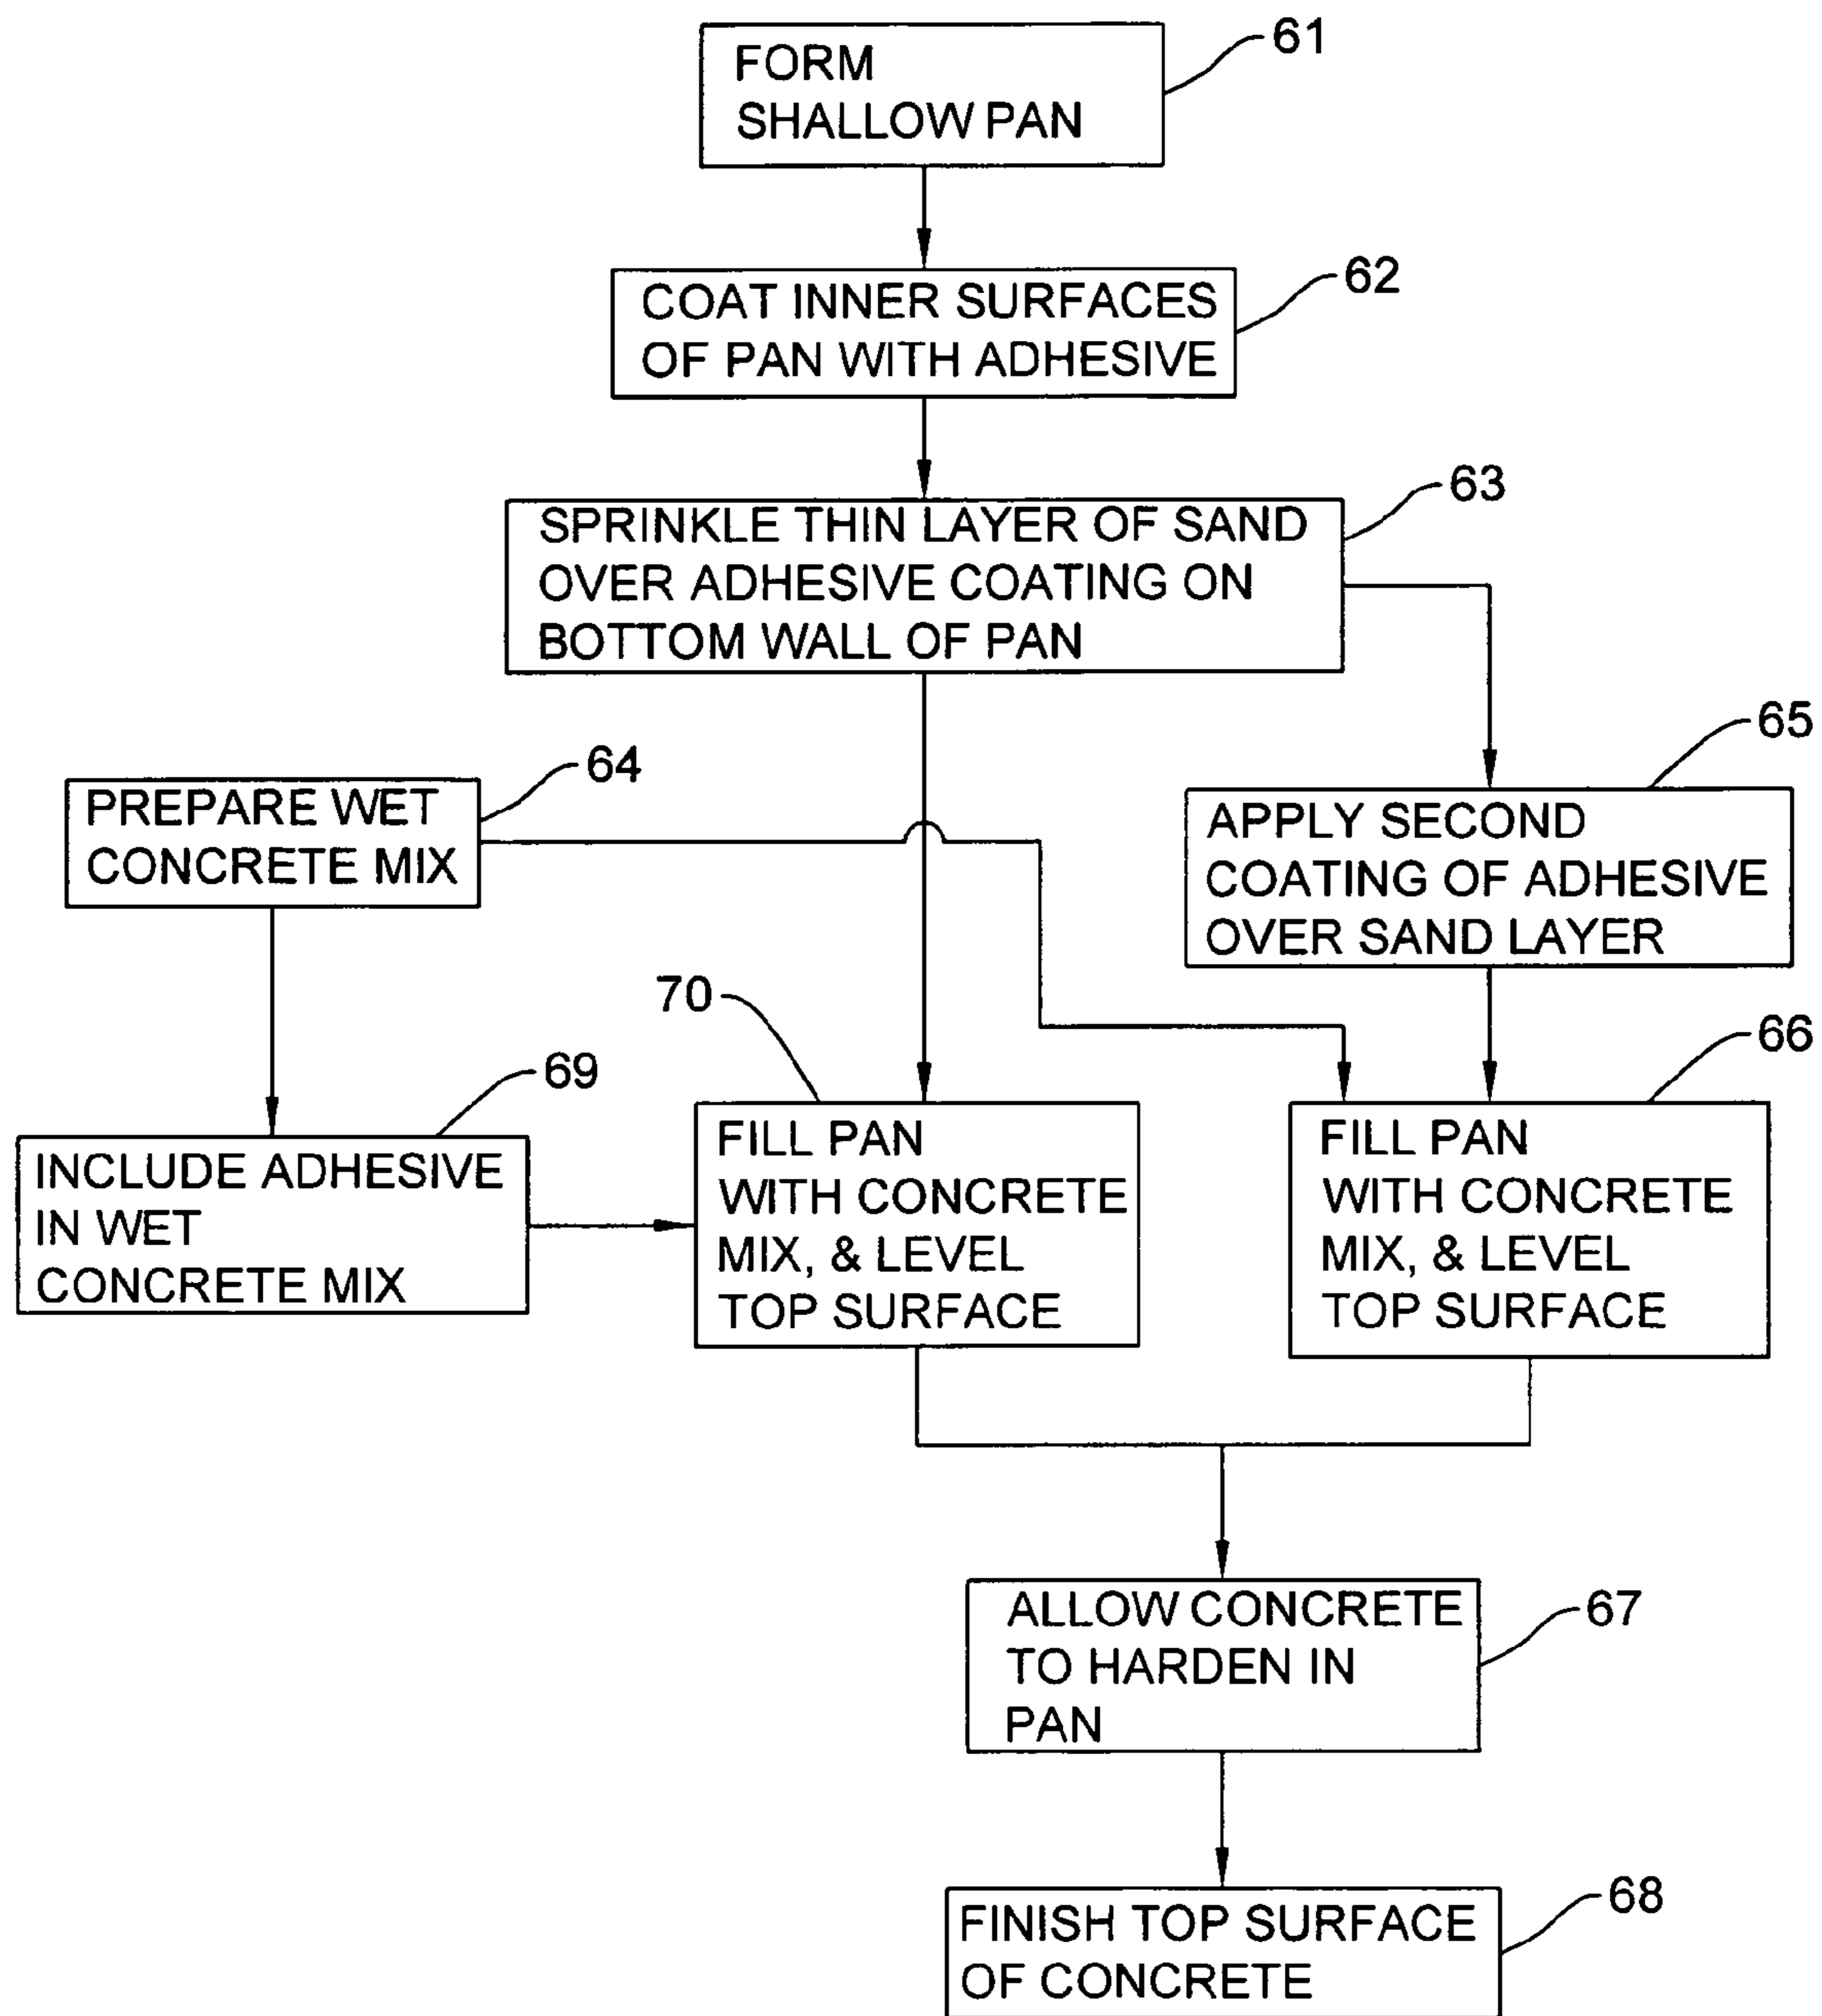 61
FORM
SHALLOW PAN
62
COAT INNER SURFACES
OF PAN WITH ADHESIVE
63
SPRINKLE THIN LAYER OF SAND
OVER ADHESIVE COATING ON
BOTTOM WALL OF PAN
64
PREPARE WET
CONCRETE MIX
65
APPLY SECOND
COATING OF ADHESIVE
OVER SAND LAYER
69
INCLUDE ADHESIVE
IN WET
CONCRETE MIX
70
FILL PAN
WITH CONCRETE
MIX, & LEVEL
TOP SURFACE
66
FILL PAN
WITH CONCRETE
MIX, & LEVEL
TOP SURFACE
67
ALLOW CONCRETE
TO HARDEN IN
PAN
68
FINISH TOP SURFACE
OF CONCRETE